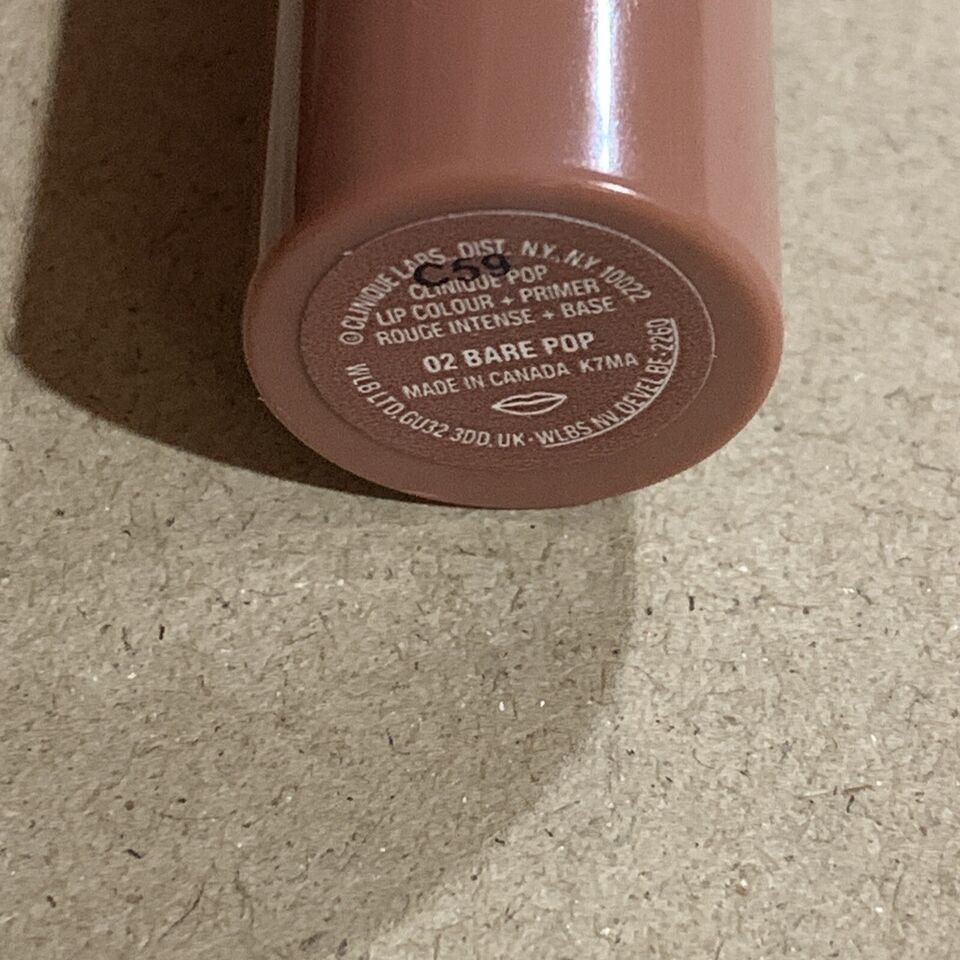 ©CLINIQUE LABS, DIST. N.Y., N.Y 10022
C59
CLINIQUE POP
LIP COLOUR + PRIMER
ROUGE INTENSE + BASE
02 BARE POP
MADE IN CANADA K7MA
WLB LTD, GU32 3DD, UK · WLBS NV, DEVEL BE-2260